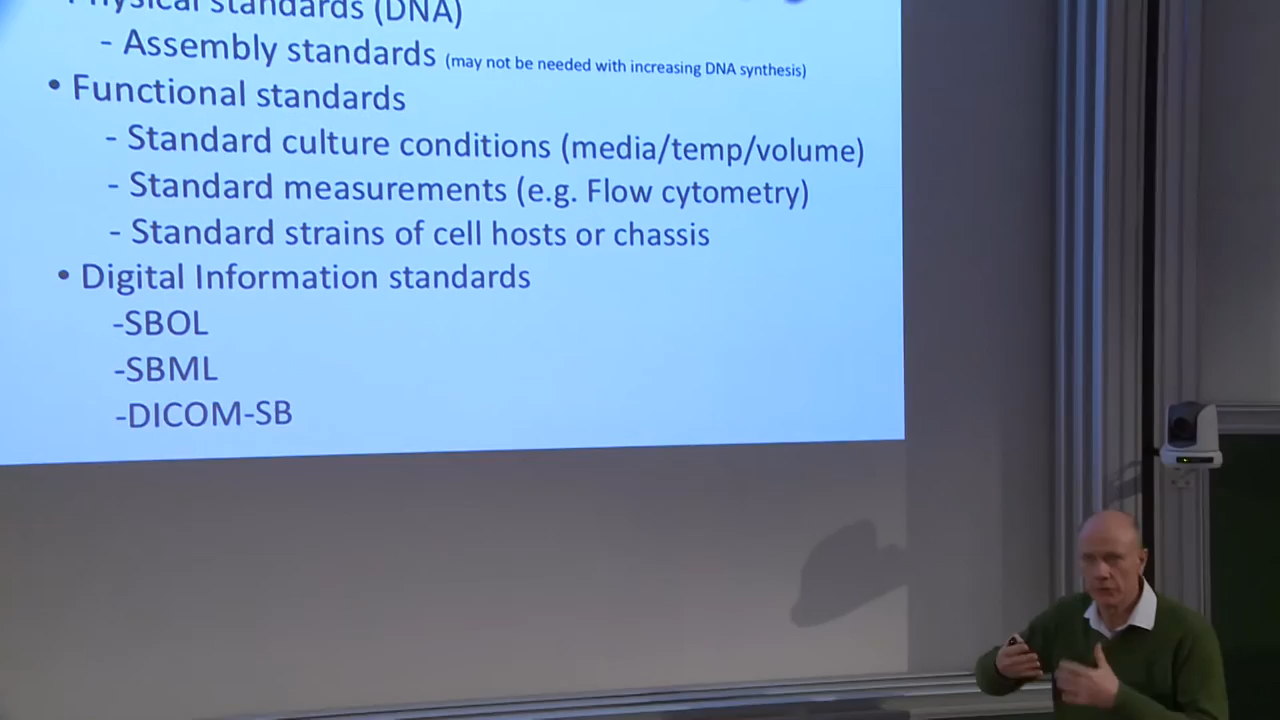 Physical standards (DNA)
- Assembly standards (may not be needed with increasing DNA synthesis)
• Functional standards
- Standard culture conditions (media/temp/volume)
- Standard measurements (e.g. Flow cytometry)
- Standard strains of cell hosts or chassis
• Digital Information standards
-SBOL
-SBML
-DICOM-SB